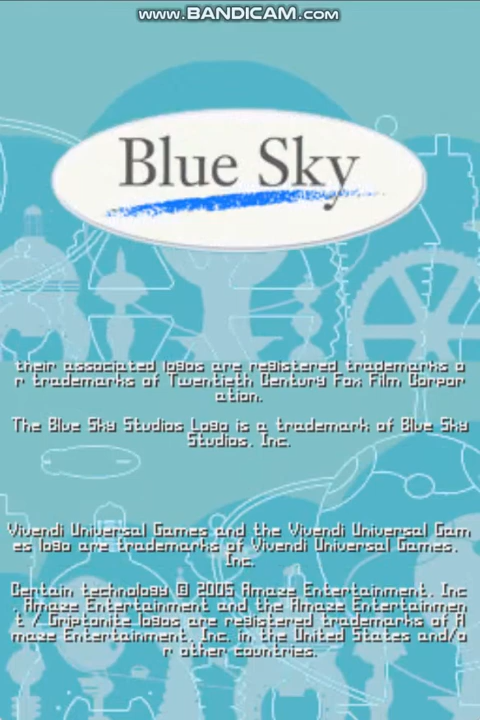 www.BANDICAM.com
Blue Sky
their associated logos are registered trademarks o
r trademarks of Twentieth Century Fox Film Corpor
ation.
The Blue Sky Studios Logo is a trademark of Blue Sky
Studios, Inc.
Vivendi Universal Games and the Vivendi Universal Gam
es logo are trademarks of Vivendi Universal Games,
Inc.
Certain technology © 2005 Amaze Entertainment, Inc
. Amaze Entertainment and the Amaze Entertainmen
t / Griptonite logos are registered trademarks of A
maze Entertainment, Inc. in the United States and/o
r other countries.